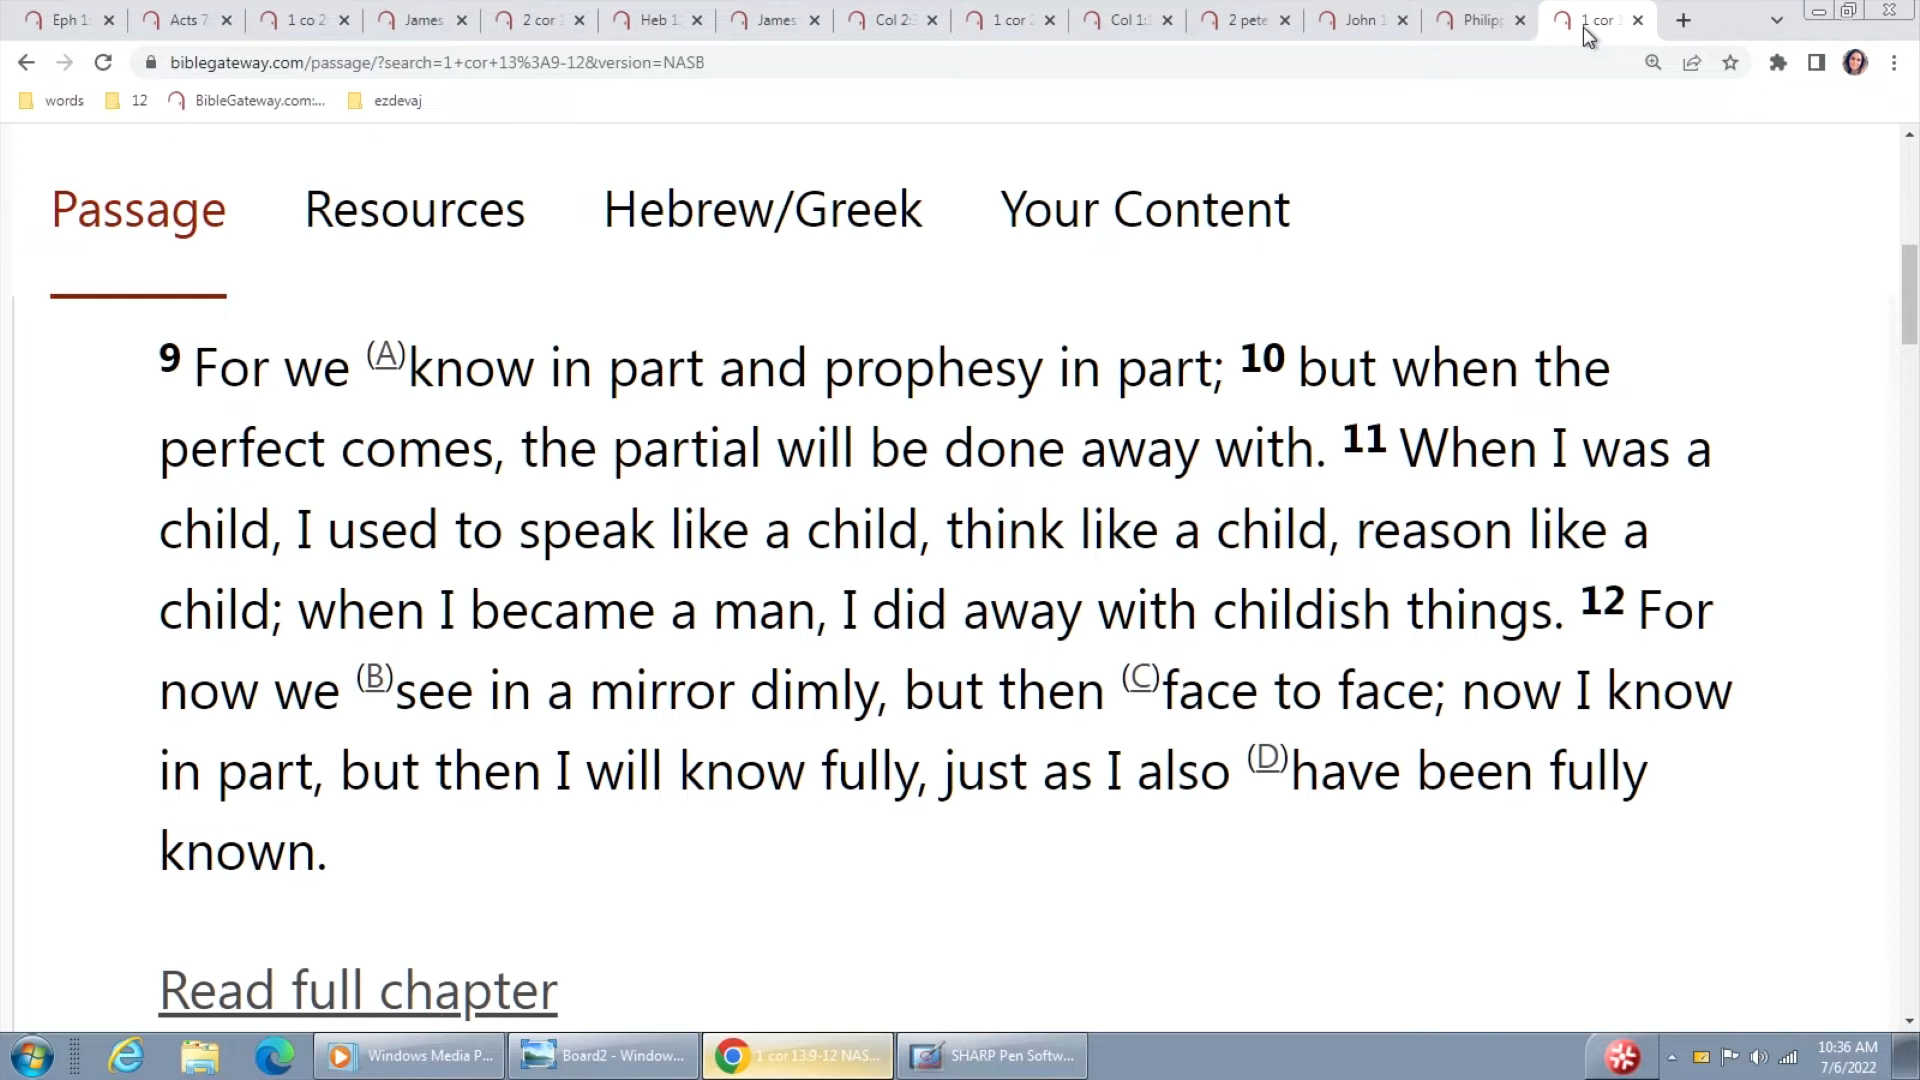 Eph 1: Acts 7 1 co 2 James 2 cor Heb 1 James Col 2: 1 cor 2 Col 1: 2 pete John 1 Philipp 1 cor
biblegateway.com/passage/?search=1+cor+13%3A9-12&version=NASB
words 12 BibleGateway.com:... ezdevaj
Passage Resources Hebrew/Greek Your Content
9 For we (A)know in part and prophesy in part; 10 but when the
perfect comes, the partial will be done away with. 11 When I was a
child, I used to speak like a child, think like a child, reason like a
child; when I became a man, I did away with childish things. 12 For
now we (B)see in a mirror dimly, but then (C)face to face; now I know
in part, but then I will know fully, just as I also (D)have been fully
known.
Read full chapter
Windows Media P... Board2 - Window... 1 cor 13:9-12 NAS... SHARP Pen Softw...
10:36 AM
7/6/2022